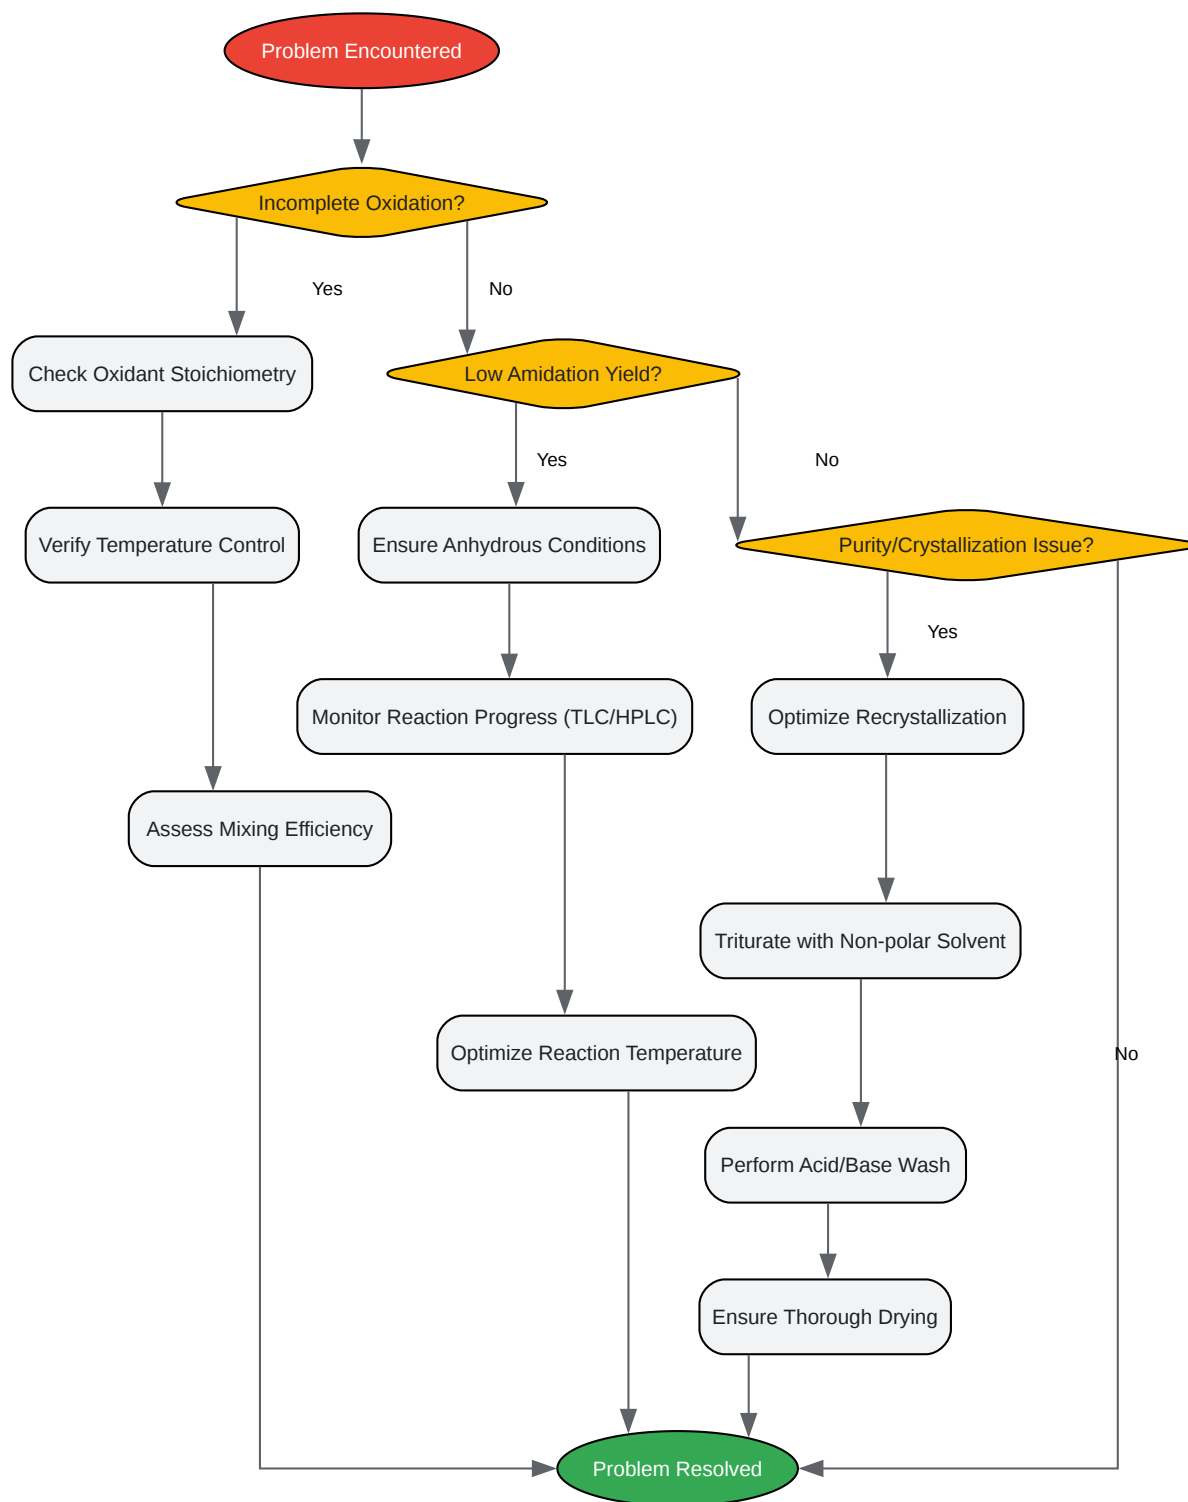 Problem Encountered
Incomplete Oxidation?
Yes
No
Check Oxidant Stoichiometry
Low Amidation Yield?
Yes
No
Verify Temperature Control
Ensure Anhydrous Conditions
Purity/Crystallization Issue?
Yes
Monitor Reaction Progress (TLC/HPLC)
Optimize Recrystallization
Assess Mixing Efficiency
Triturate with Non-polar Solvent
Optimize Reaction Temperature
No
Perform Acid/Base Wash
Ensure Thorough Drying
Problem Resolved